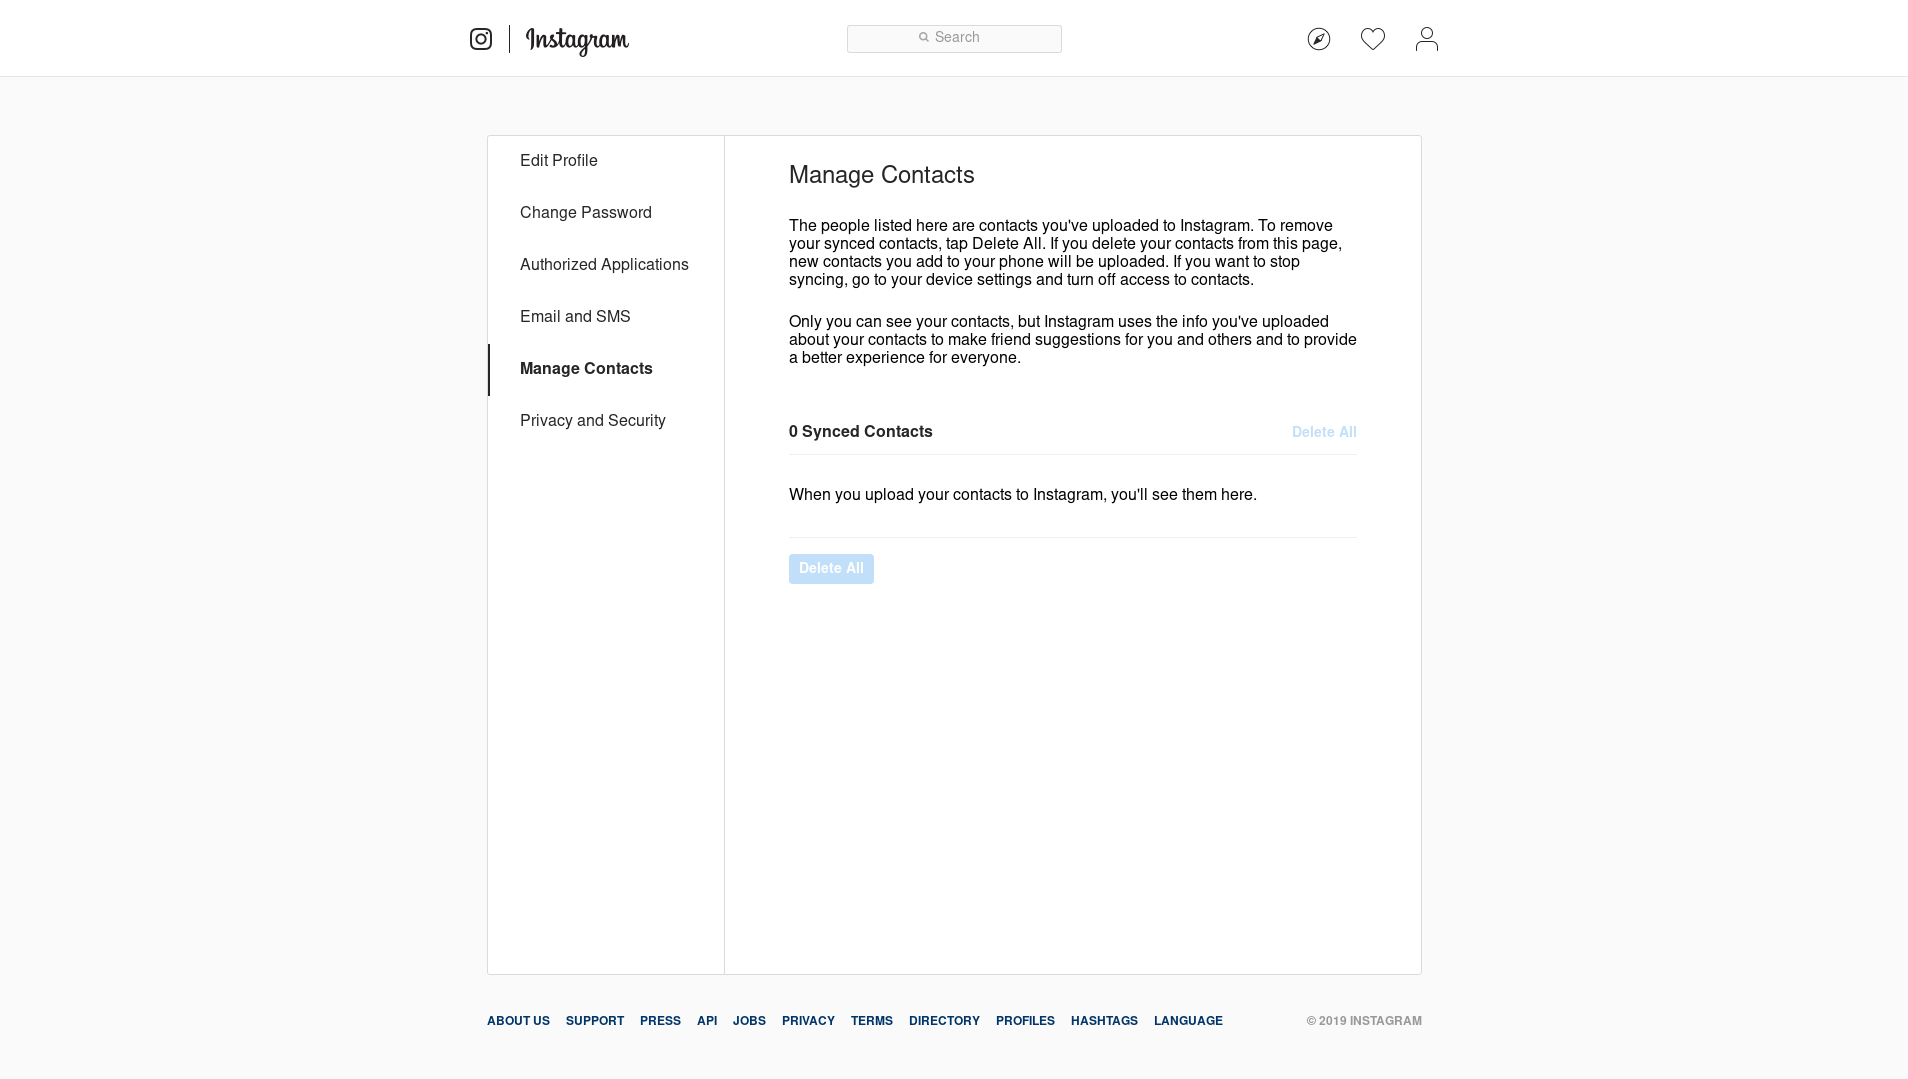 Instagram
Search
Edit Profile
Change Password
Authorized Applications
Email and SMS
Manage Contacts
Privacy and Security
Manage Contacts
The people listed here are contacts you've uploaded to Instagram. To remove
your synced contacts, tap Delete All. If you delete your contacts from this page,
new contacts you add to your phone will be uploaded. If you want to stop
syncing, go to your device settings and turn off access to contacts.
Only you can see your contacts, but Instagram uses the info you've uploaded
about your contacts to make friend suggestions for you and others and to provide
a better experience for everyone.
0 Synced Contacts Delete All
When you upload your contacts to Instagram, you'll see them here.
Delete All
ABOUT US SUPPORT PRESS API JOBS PRIVACY TERMS DIRECTORY PROFILES HASHTAGS LANGUAGE © 2019 INSTAGRAM